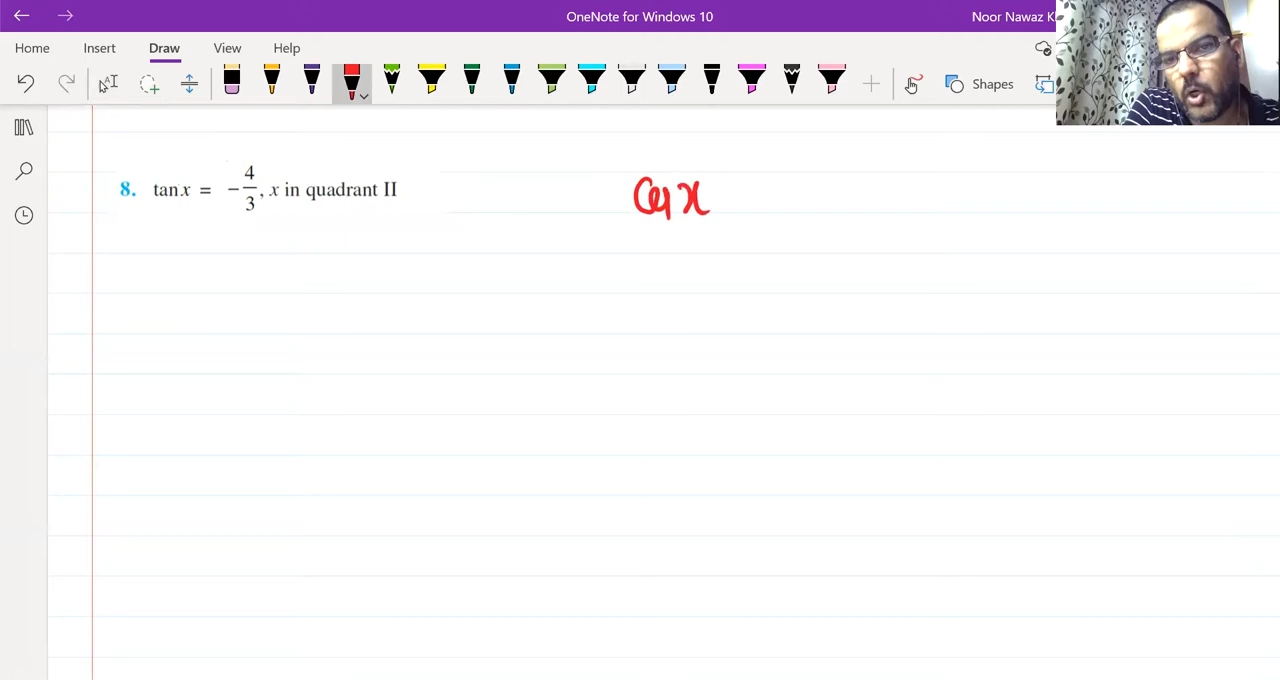 OneNote for Windows 10
Noor Nawaz K
Home Insert Draw View Help
Shapes
8. tan x = -4/3, x in quadrant II
Cos x